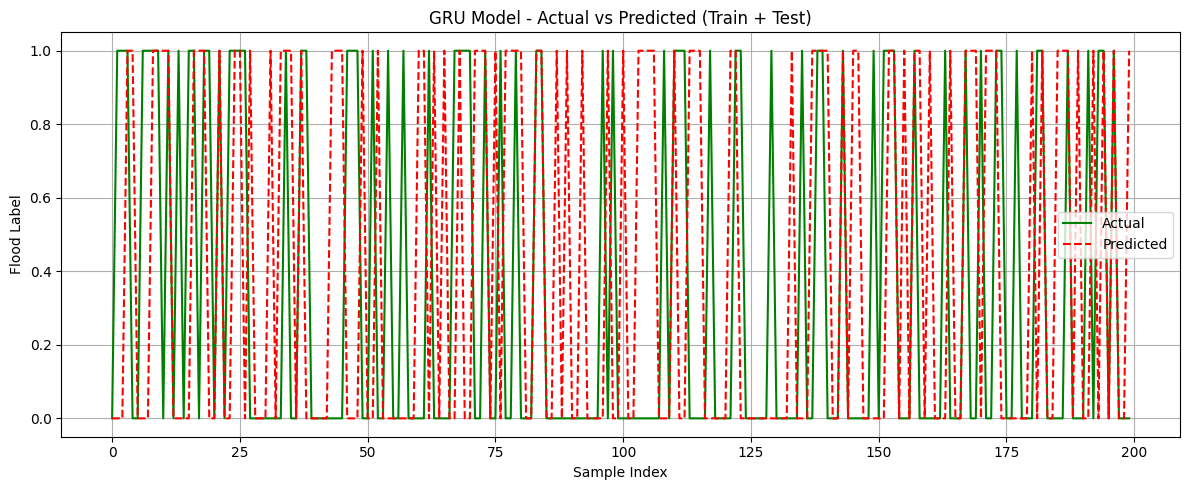 GRU Model - Actual vs Predicted (Train + Test)
Flood Label
1.0
0.8
0.6
0.4
0.2
0.0
Actual
Predicted
0 25 50 75 100 125 150 175 200
Sample Index